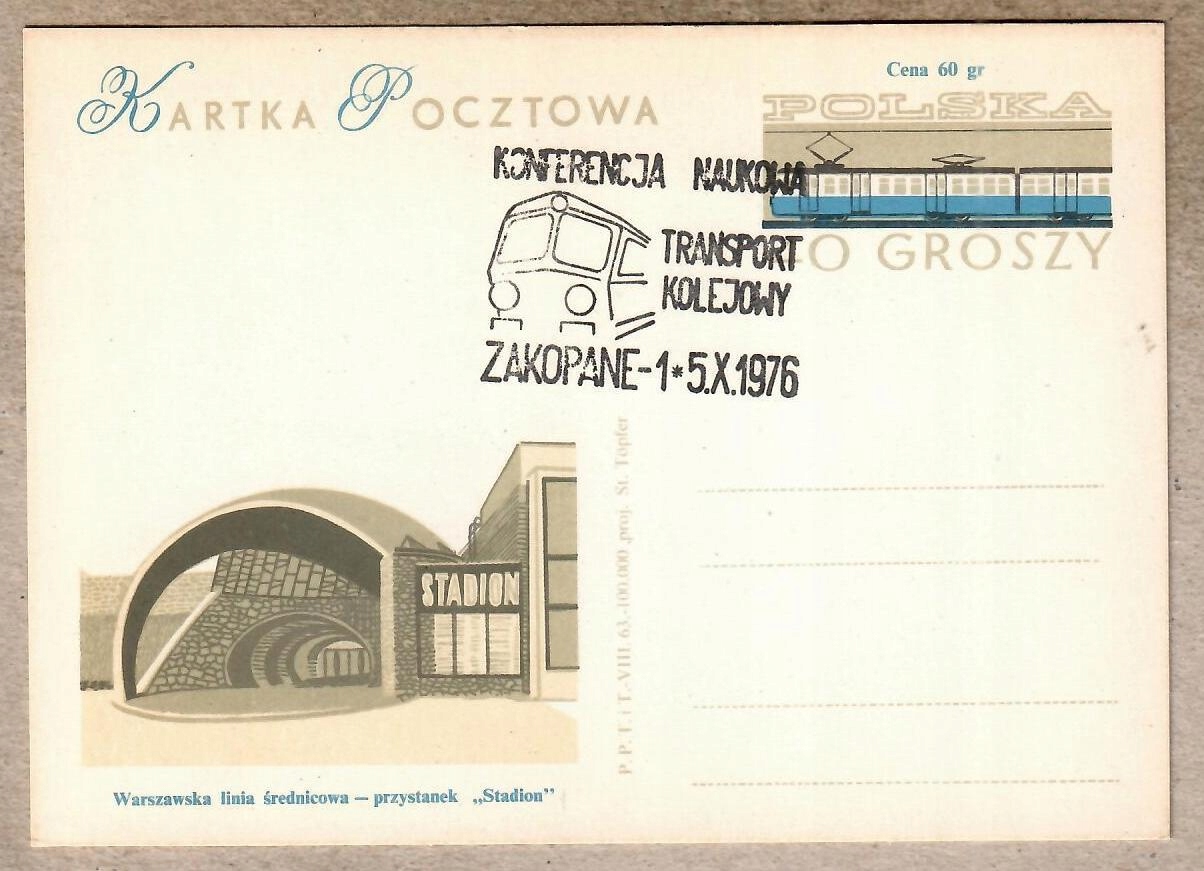 Cena 60 gr
KARTKA POCZTOWA
POLSKA
KONFERENCJA NAUKOWA
TRANSPORT
KOLEJOWY
GROSZY
ZAKOPANE-1*5.X.1976
STADION
P. P. T. i T.-VIII. 63.-100.000 proj. St. Töpfer
Warszawska linia średnicowa – przystanek „Stadion”